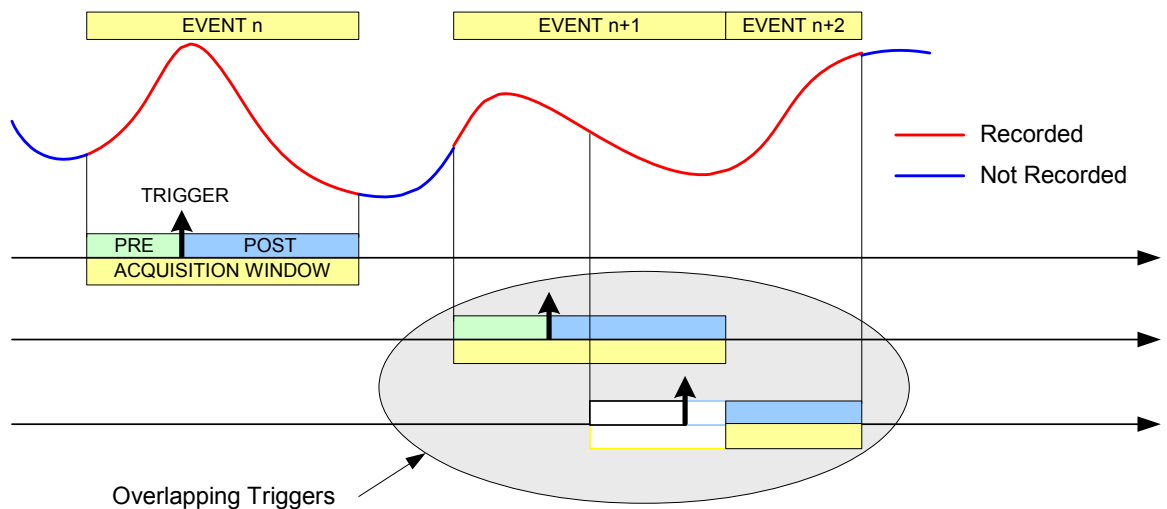 EVENT n
EVENT n+1
EVENT n+2
Recorded
Not Recorded
TRIGGER
PRE
POST
ACQUISITION WINDOW
Overlapping Triggers